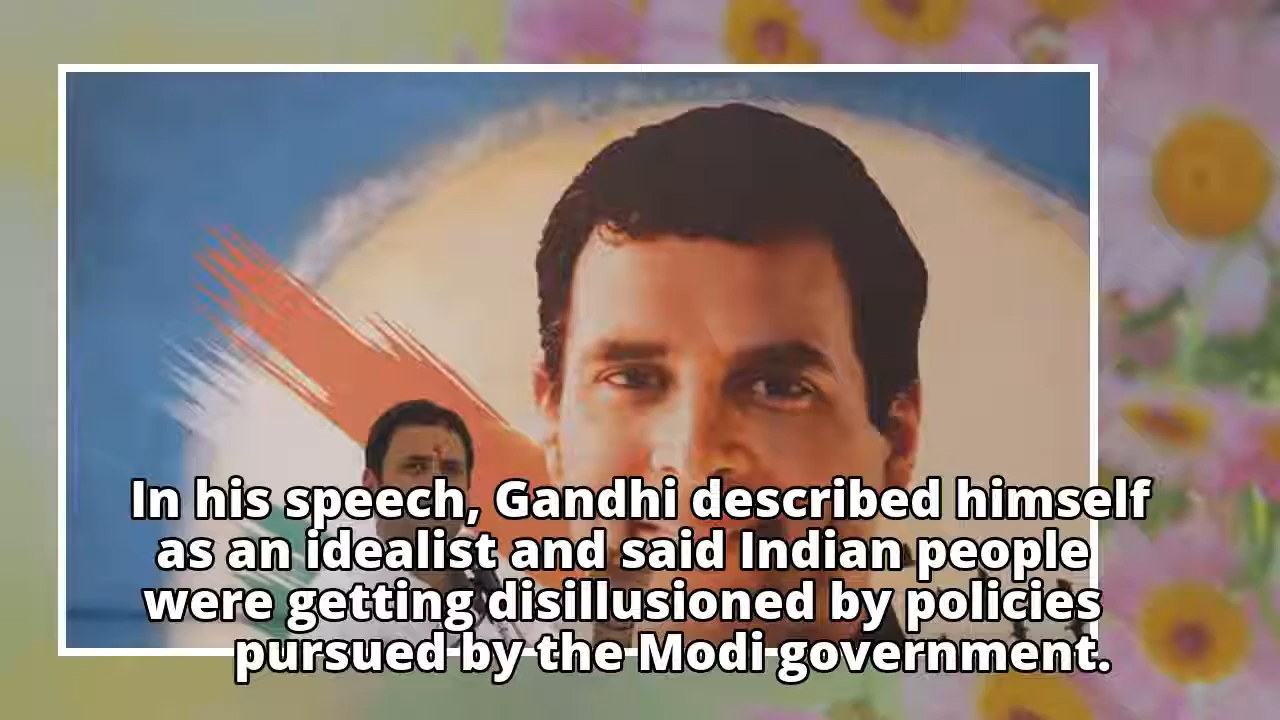 In his speech, Gandhi described himself
as an idealist and said Indian people
were getting disillusioned by policies
pursued by the Modi government.